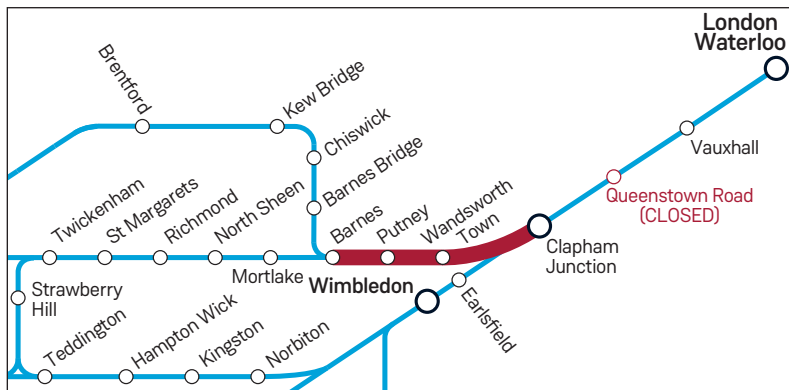 London
Waterloo
Brentford
Kew Bridge
Chiswick
Vauxhall
Barnes Bridge
Queenstown Road
(CLOSED)
Twickenham
St Margarets
Richmond
North Sheen
Barnes
Putney
Wandsworth
Town
Mortlake
Clapham
Junction
Wimbledon
Earlsfield
Strawberry
Hill
Teddington
Hampton Wick
Kingston
Norbiton